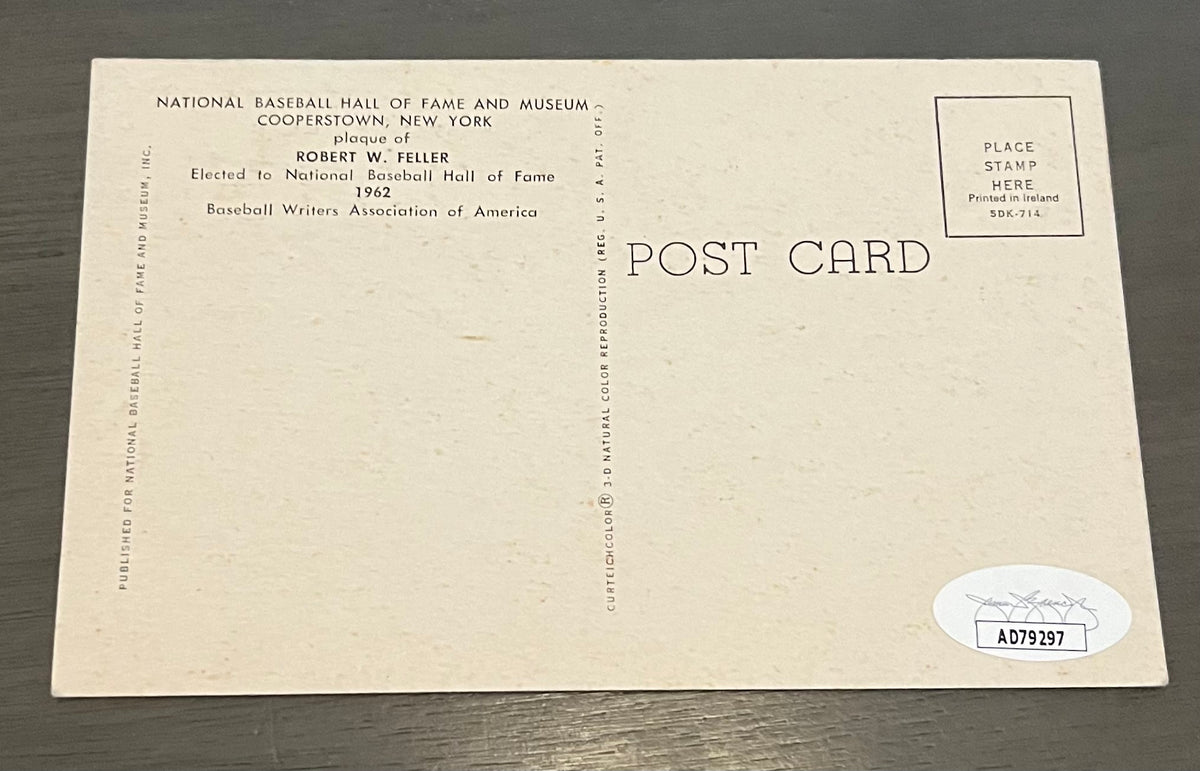 NATIONAL BASEBALL HALL OF FAME AND MUSEUM
COOPERSTOWN, NEW YORK
plaque of
ROBERT W. FELLER
Elected to National Baseball Hall of Fame
1962
Baseball Writers Association of America
PUBLISHED FOR NATIONAL BASEBALL HALL OF FAME AND MUSEUM, INC.
CURTEICHCOLOR® 3-D NATURAL COLOR REPRODUCTION (REG. U. S. A. PAT. OFF.)
POST CARD
PLACE
STAMP
HERE
Printed in Ireland
5DK-714
AD79297